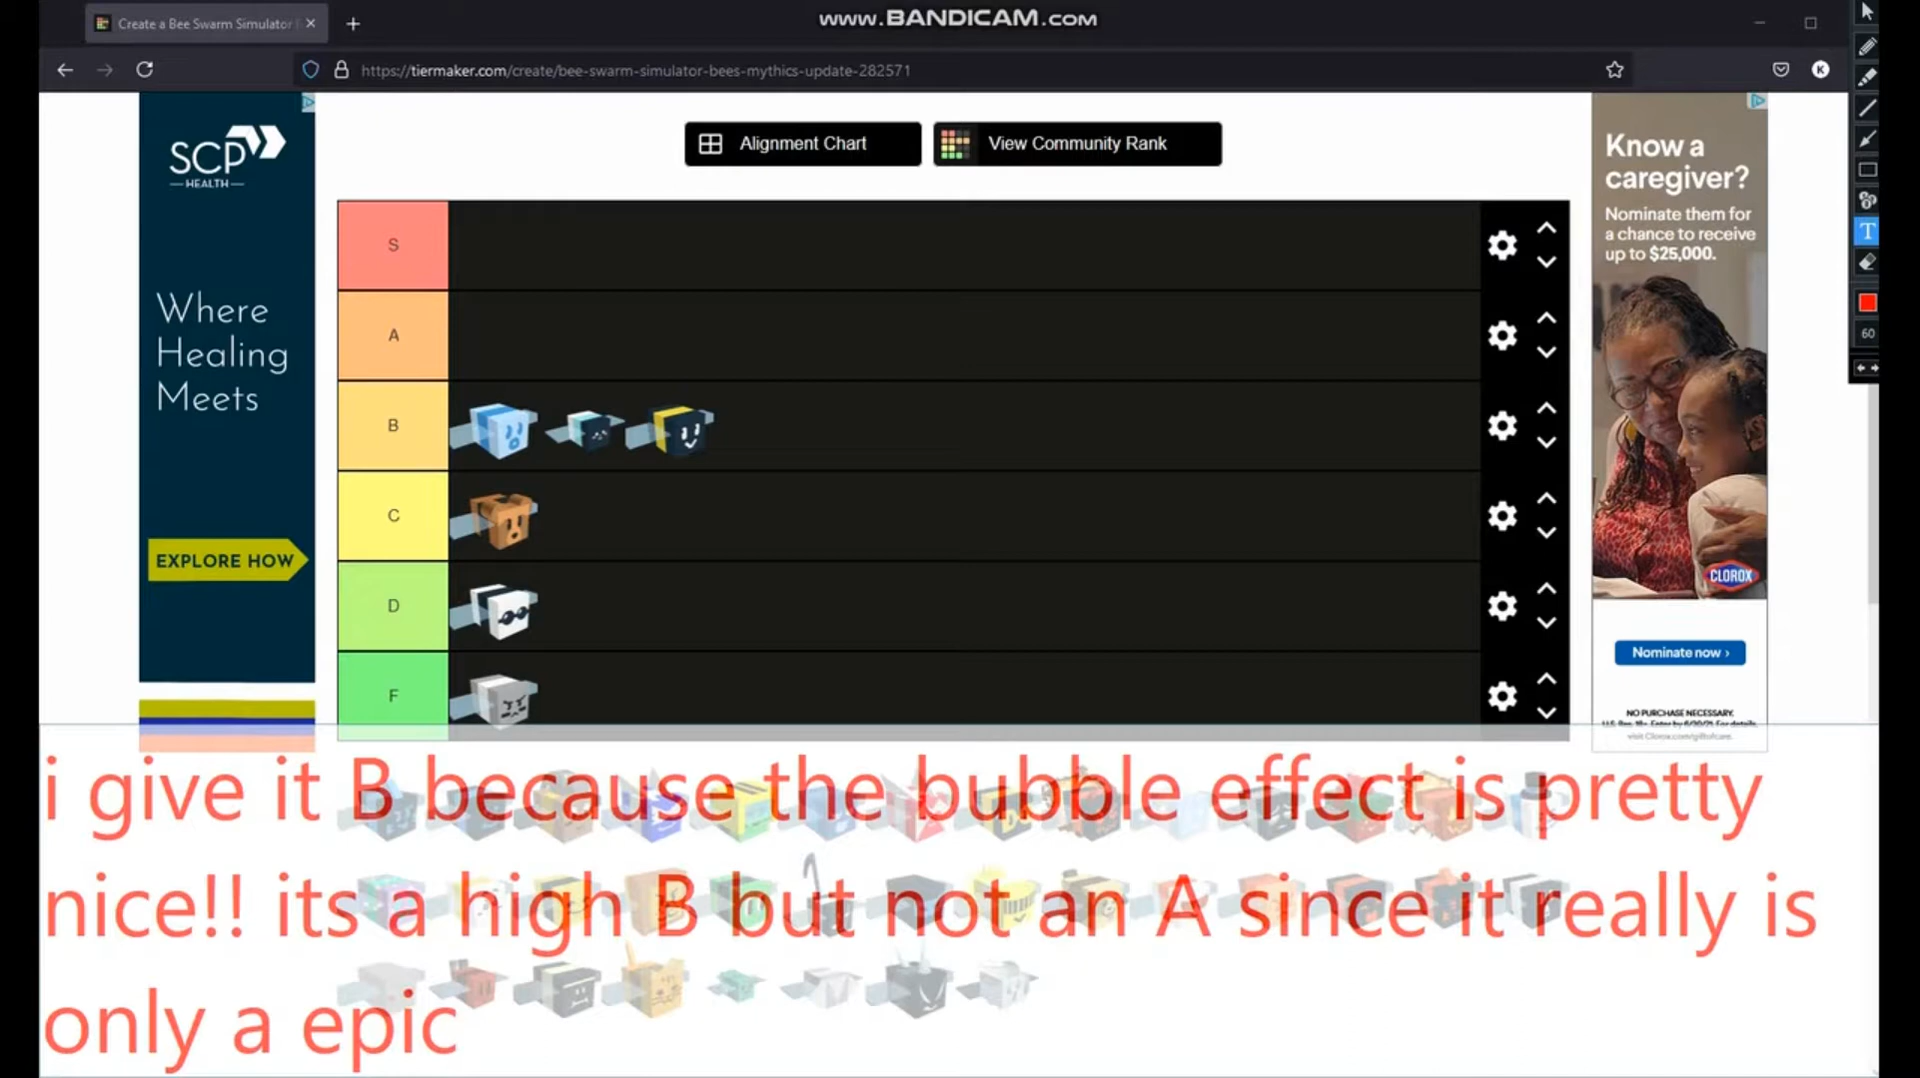 Create a Bee Swarm Simulator
www.BANDICAM.com
https://tiermaker.com/create/bee-swarm-simulator-bees-mythics-update-282571
K
SCP
HEALTH
Where
Healing
Meets
EXPLORE HOW
Alignment Chart
View Community Rank
S
A
B
C
D
F
Know a
caregiver?
Nominate them for
a chance to receive
up to $25,000.
CLOROX
Nominate now ›
NO PURCHASE NECESSARY.
T
60
i give it B because the bubble effect is pretty
nice!! its a high B but not an A since it really is
only a epic